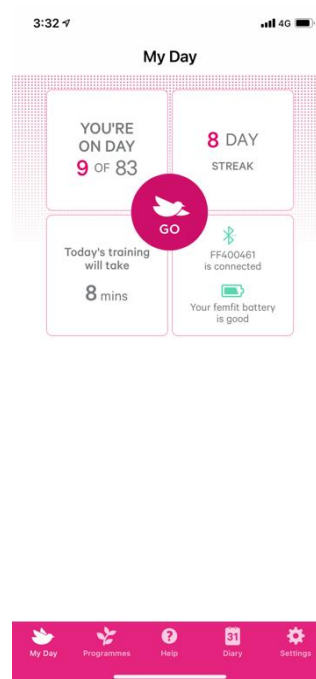 3:32
4G
My Day
YOU'RE
ON DAY
9 OF 83
8 DAY
STREAK
GO
Today's training
will take
8 mins
FF400461
is connected
Your femfit battery
is good
My Day
Programmes
Help
31
Diary
Settings